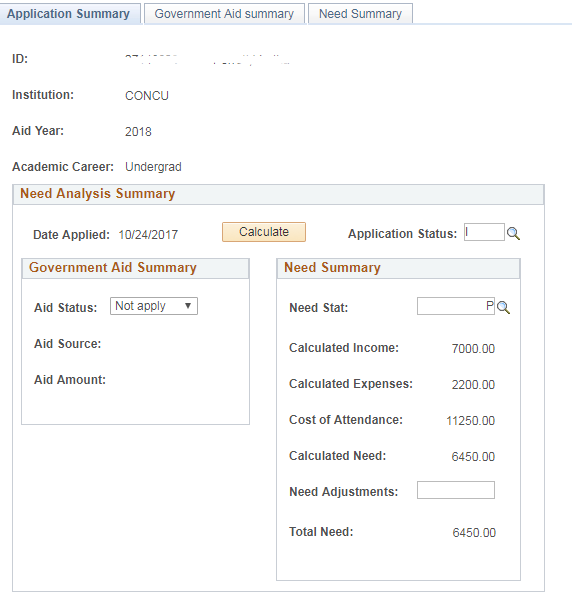 Application Summary Government Aid summary Need Summary
ID:
Institution: CONCU
Aid Year: 2018
Academic Career: Undergrad
Need Analysis Summary
Date Applied: 10/24/2017 Calculate Application Status: I
Government Aid Summary
Aid Status: Not apply
Aid Source:
Aid Amount:
Need Summary
Need Stat: P
Calculated Income: 7000.00
Calculated Expenses: 2200.00
Cost of Attendance: 11250.00
Calculated Need: 6450.00
Need Adjustments:
Total Need: 6450.00